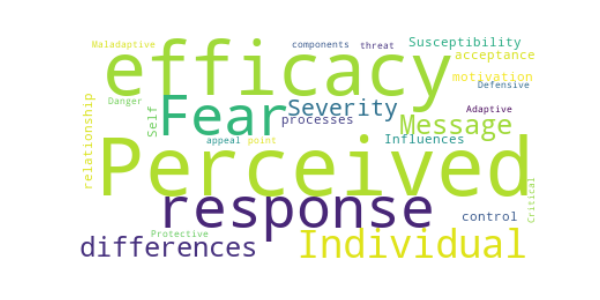 Maladaptive
efficacy
components
threat
Susceptibility
acceptance
motivation
Defensive
Danger
relationship
Self
Fear
Severity
processes
Adaptive
Message
appeal
point
Influences
Perceived
Critical
response
control
Protective
differences
Individual